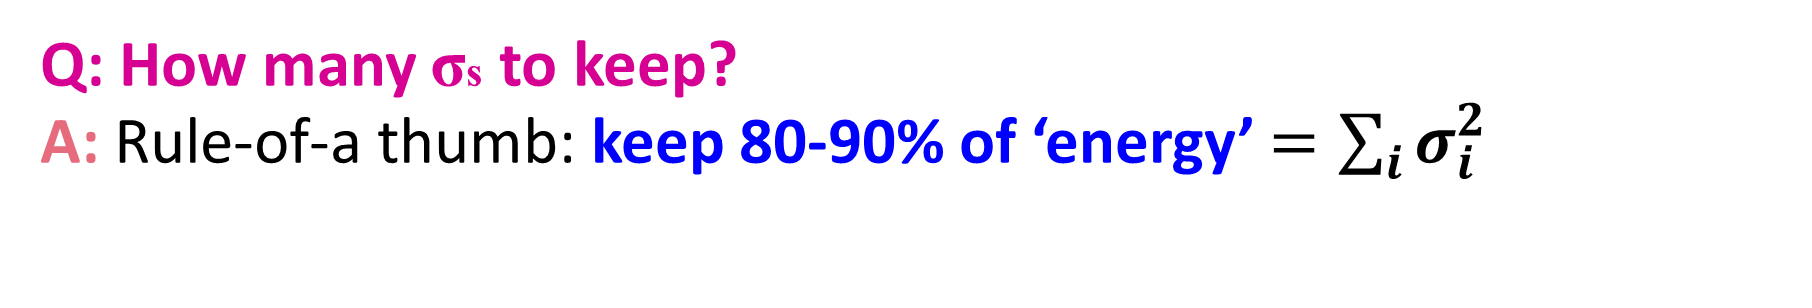 Q: How many σs to keep?
A: Rule-of-a thumb: keep 80-90% of ‘energy’ = ∑ᵢ σᵢ²